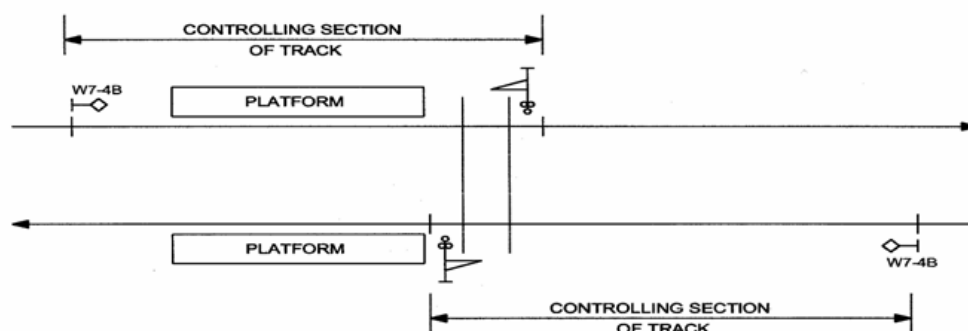 CONTROLLING SECTION
OF TRACK
W7-4B
PLATFORM
PLATFORM
W7-4B
CONTROLLING SECTION
OF TRACK